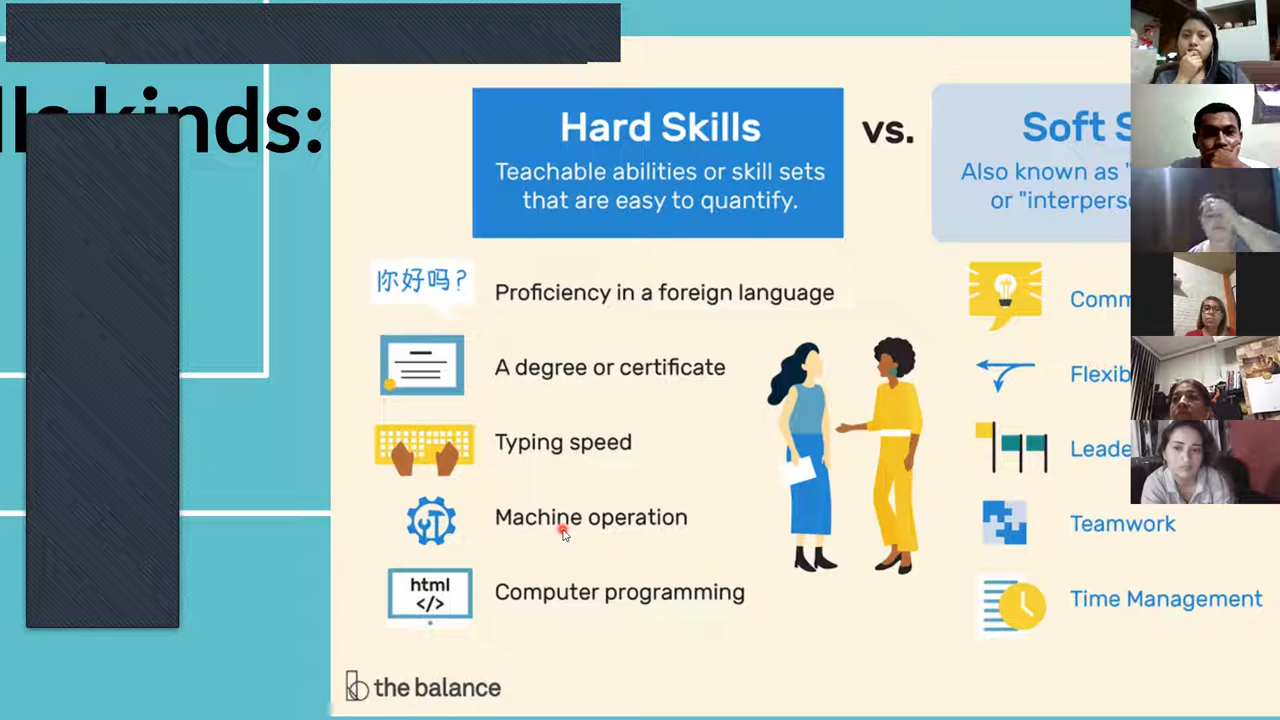 kinds:
Hard Skills
Teachable abilities or skill sets
that are easy to quantify.
vs.
Soft S
Also known as "
or "interpers
你好吗?
Proficiency in a foreign language
A degree or certificate
Typing speed
Machine operation
html
</>
Computer programming
Comm
Flexib
Leade
Teamwork
Time Management
the balance